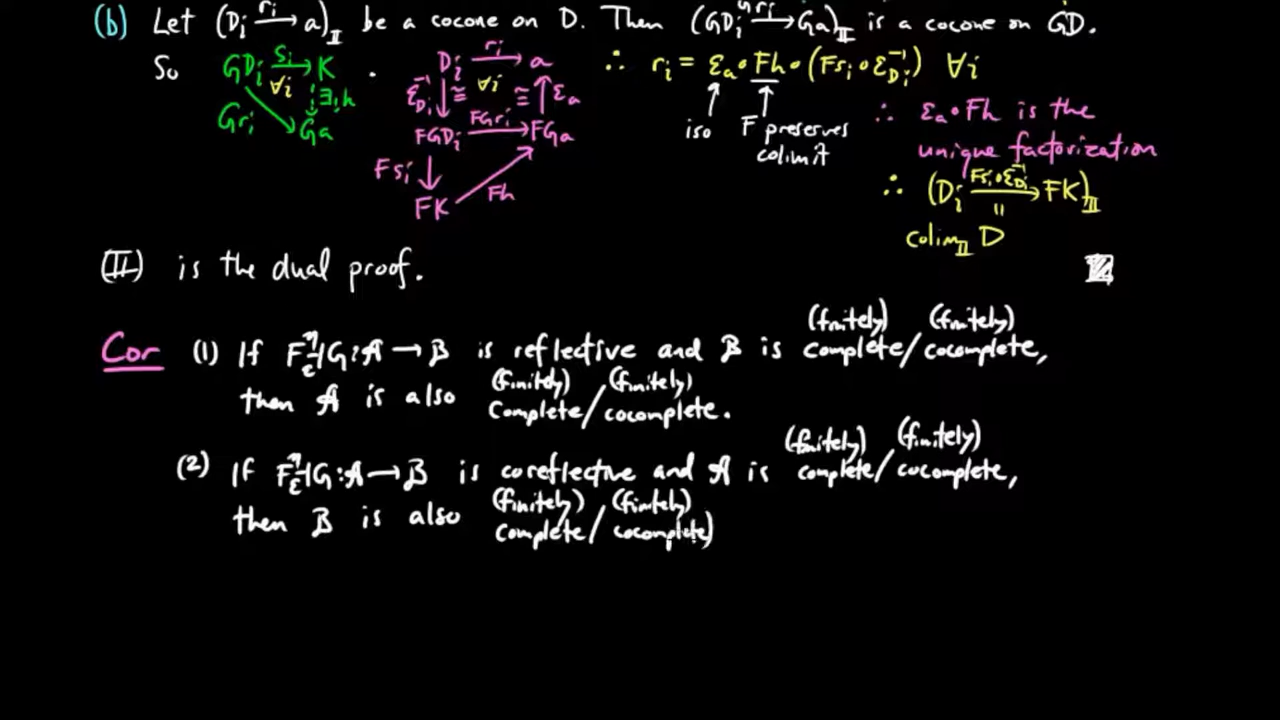 (b) Let (D_i →^{r_i} a)_𝕀 be a cocone on D. Then (GD_i →^{Gr_i} Ga)_𝕀 is a cocone on GD.
So
GD_i →^{s_i} K
∀i ∃! h
Gr_i Ga
.
D_i →^{r_i} a
ε_{D_i}^{-1} ≅ ∀i ≅ ε_a
FGD_i →^{FGr_i} FGa
Fs_i
FK Fh
∴ r_i = ε_a ∘ Fh ∘ (Fs_i ∘ ε_{D_i}^{-1}) ∀i
iso F preserves
colimit
∴ ε_a ∘ Fh is the
unique factorization
∴ (D_i →^{Fs_i ∘ ε_{D_i}^{-1}} FK)_𝕀
=
colim_𝕀 D
(II) is the dual proof.
Cor (1) If F ⊣ G : A → B (η, ε) is reflective and B is (finitely) complete / (finitely) cocomplete,
then A is also (finitely) complete / (finitely) cocomplete.
(2) If F ⊣ G : A → B (η, ε) is coreflective and A is (finitely) complete / (finitely) cocomplete,
then B is also (finitely) complete / (finitely) cocomplete)